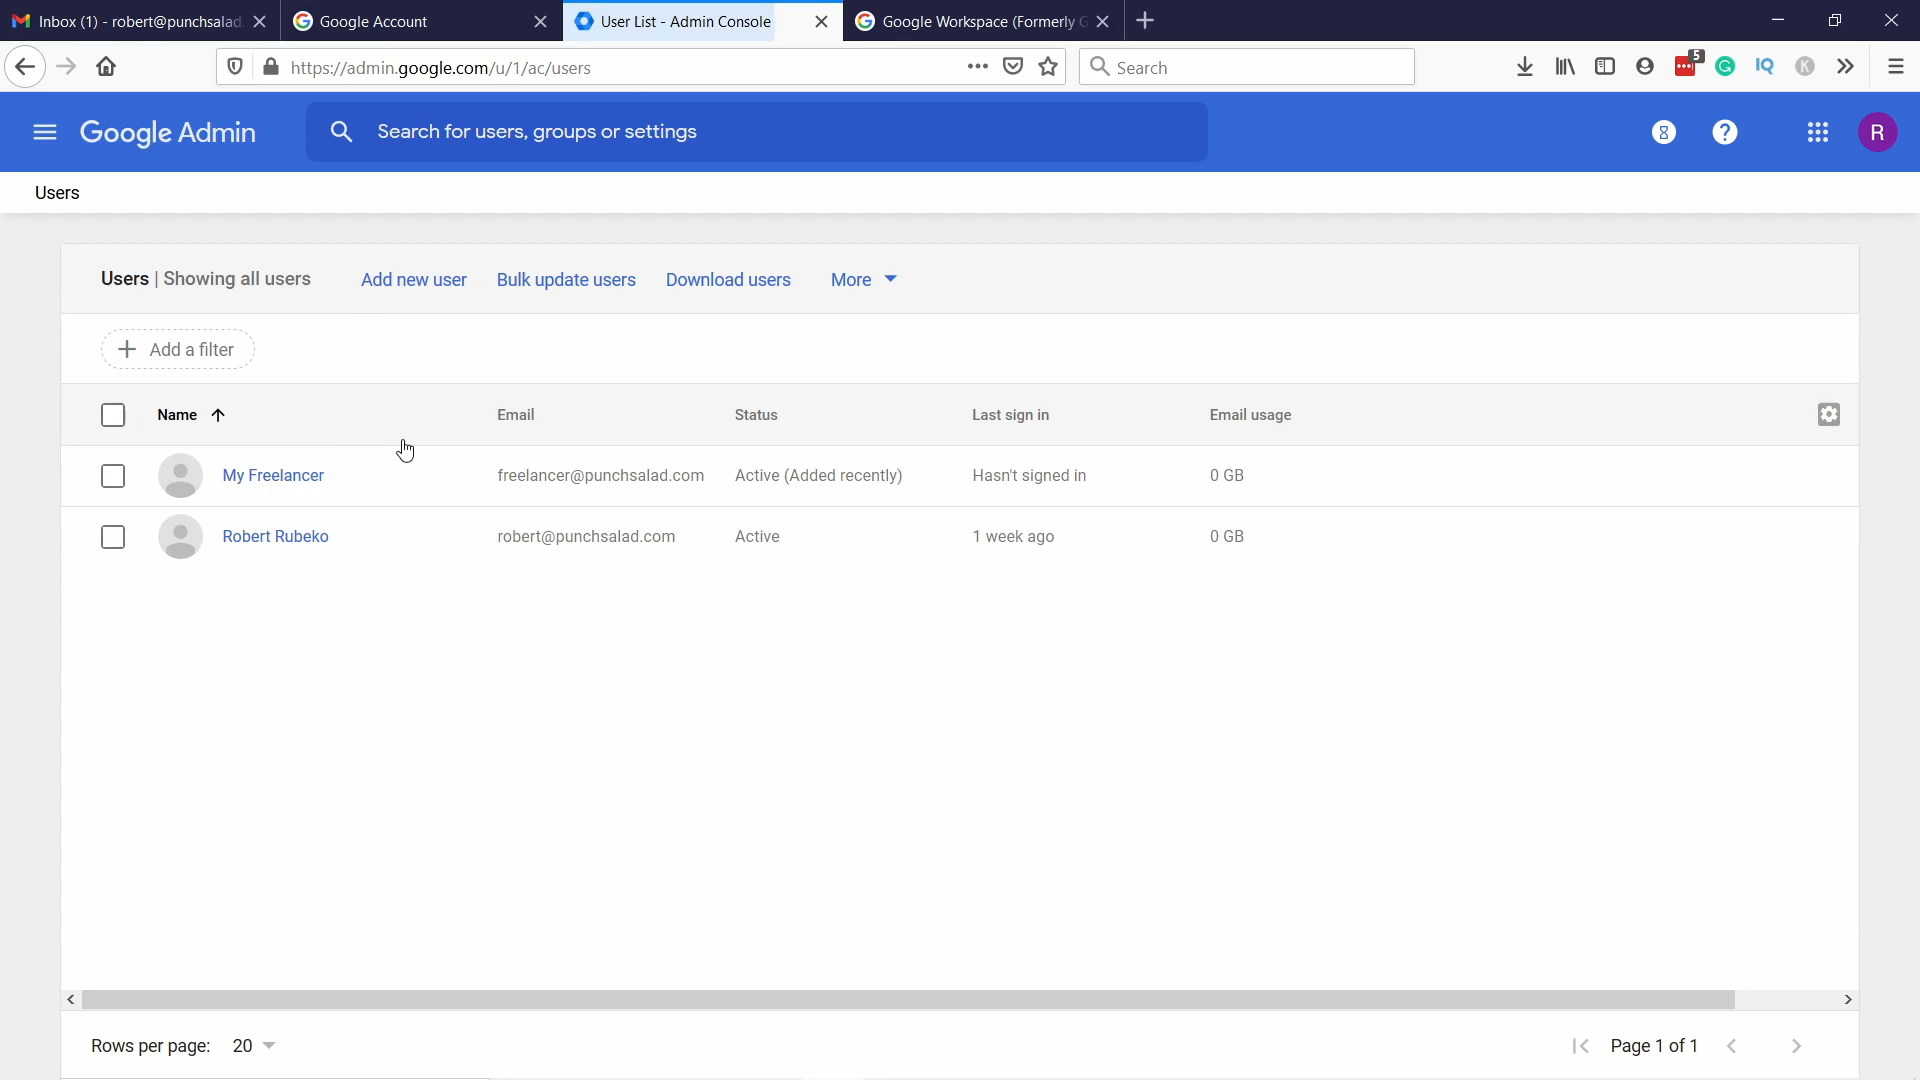 Inbox (1) - robert@punchsalad.
Google Account
User List - Admin Console
Google Workspace (Formerly G
https://admin.google.com/u/1/ac/users
Search
5
IQ
K
Google Admin
Search for users, groups or settings
R
Users
Users | Showing all users
Add new user
Bulk update users
Download users
More
Add a filter
Name
Email
Status
Last sign in
Email usage
My Freelancer
freelancer@punchsalad.com
Active (Added recently)
Hasn't signed in
0 GB
Robert Rubeko
robert@punchsalad.com
Active
1 week ago
0 GB
Rows per page:
20
Page 1 of 1